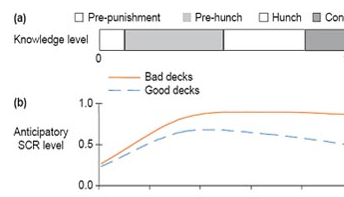 (a) Pre-punishment Pre-hunch Hunch Con
Knowledge level
0
Bad decks
Good decks
(b) 1.0
Anticipatory
SCR level
0.5
0